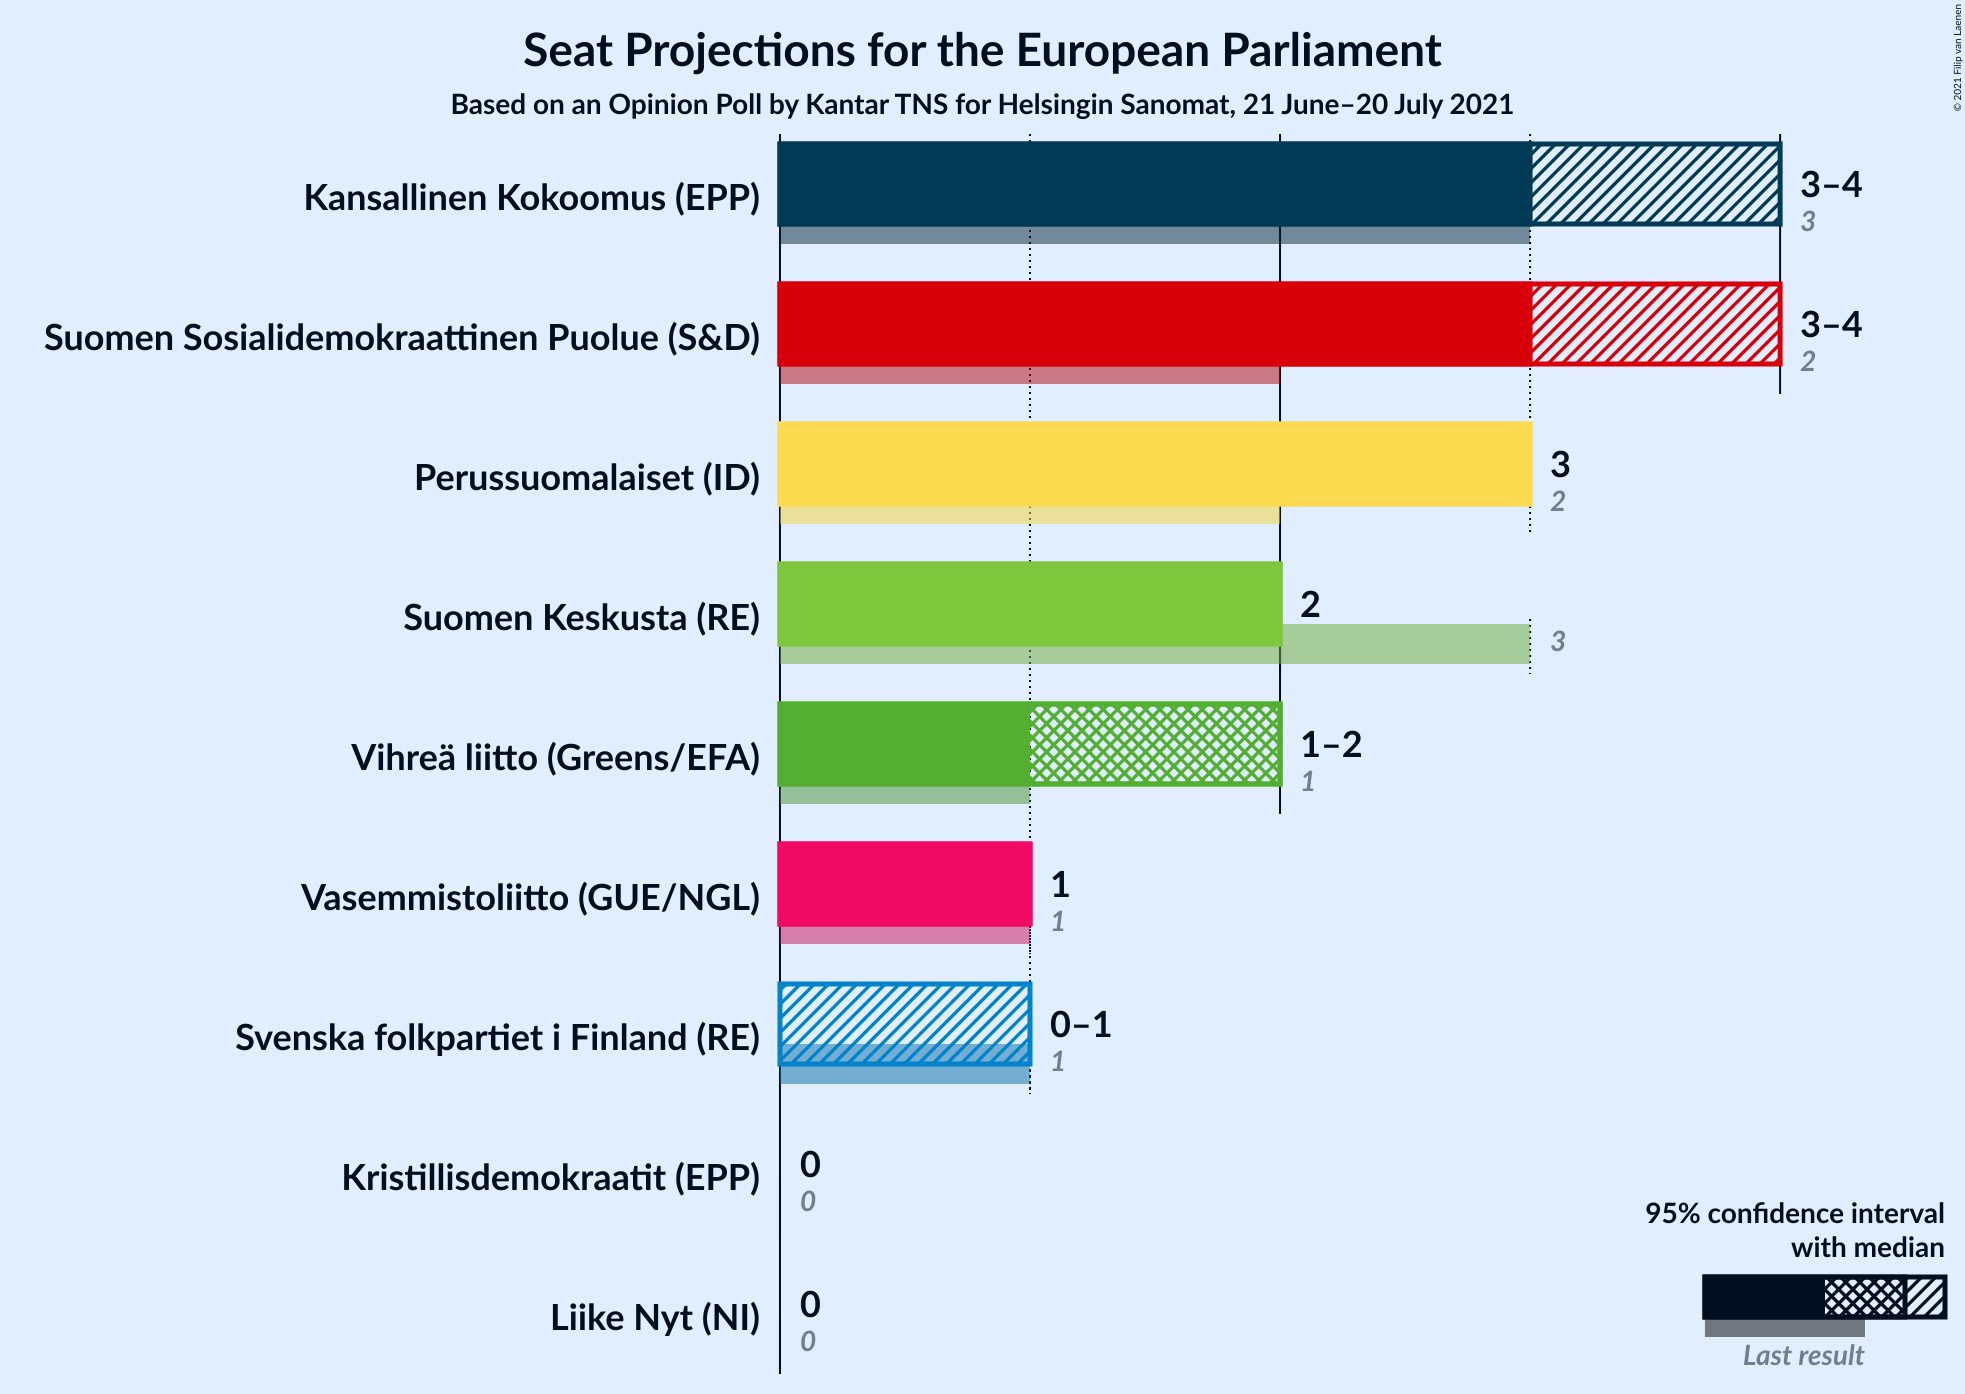 Seat Projections for the European Parliament
Based on an Opinion Poll by Kantar TNS for Helsingin Sanomat, 21 June–20 July 2021
© 2021 Filip van Laenen
Kansallinen Kokoomus (EPP)
3–4
3
Suomen Sosialidemokraattinen Puolue (S&D)
3–4
2
Perussuomalaiset (ID)
3
2
Suomen Keskusta (RE)
2
3
Vihreä liitto (Greens/EFA)
1–2
1
Vasemmistoliitto (GUE/NGL)
1
1
Svenska folkpartiet i Finland (RE)
0–1
1
Kristillisdemokraatit (EPP)
0
0
Liike Nyt (NI)
0
0
95% confidence interval
with median
Last result